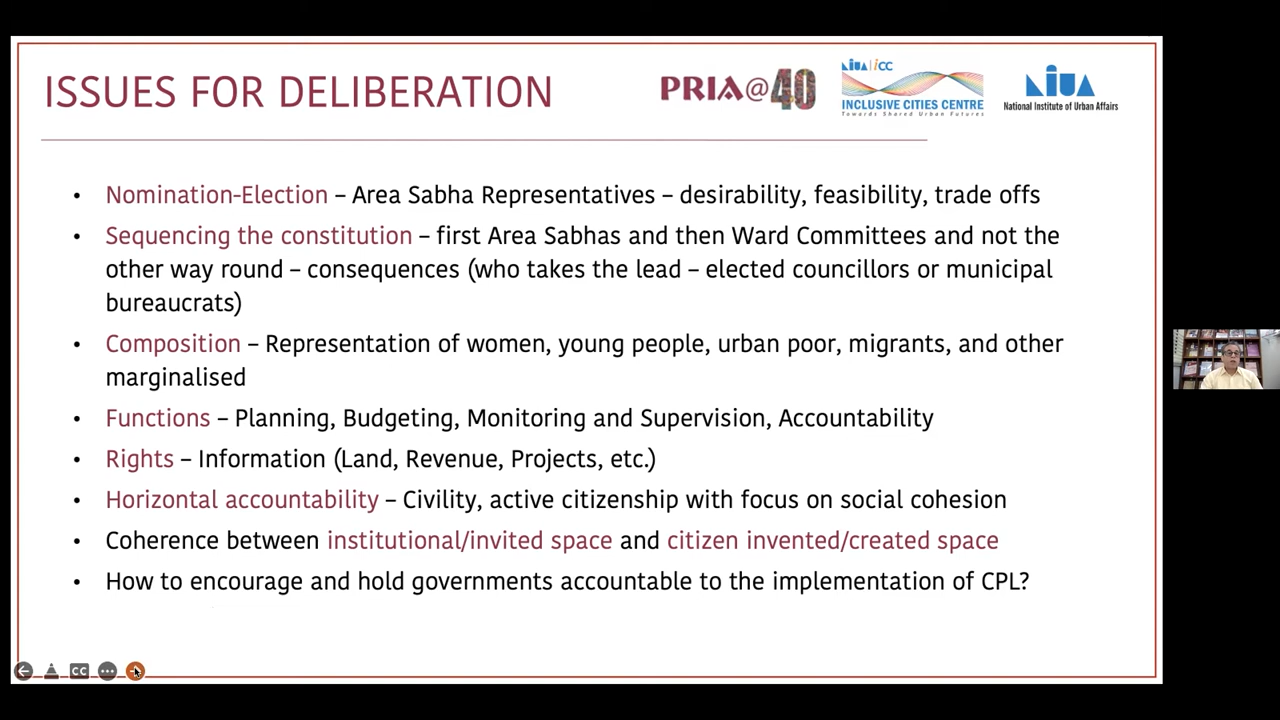 ISSUES FOR DELIBERATION
PRIA@40
NIUA | iCC
INCLUSIVE CITIES CENTRE
Towards Shared Urban Futures
NIUA
National Institute of Urban Affairs
• Nomination-Election – Area Sabha Representatives – desirability, feasibility, trade offs
• Sequencing the constitution – first Area Sabhas and then Ward Committees and not the
other way round – consequences (who takes the lead – elected councillors or municipal
bureaucrats)
• Composition – Representation of women, young people, urban poor, migrants, and other
marginalised
• Functions – Planning, Budgeting, Monitoring and Supervision, Accountability
• Rights – Information (Land, Revenue, Projects, etc.)
• Horizontal accountability – Civility, active citizenship with focus on social cohesion
• Coherence between institutional/invited space and citizen invented/created space
• How to encourage and hold governments accountable to the implementation of CPL?
CC